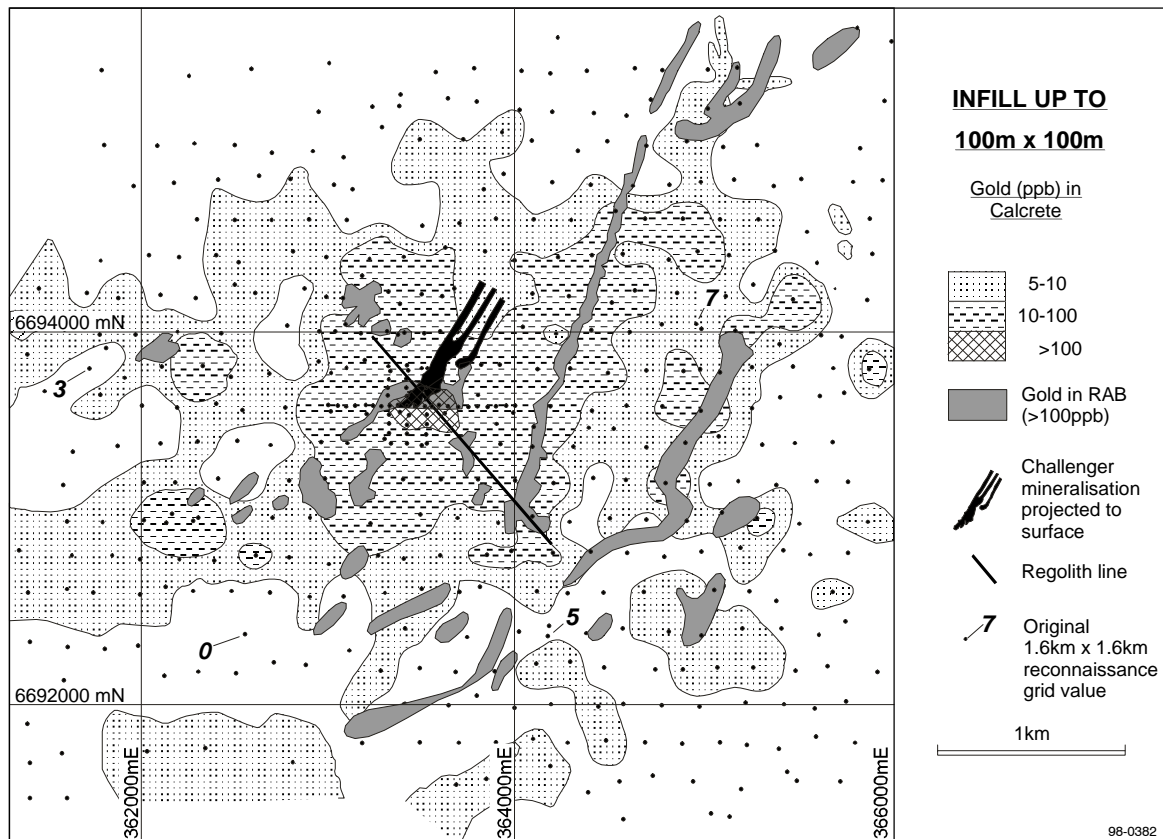 7
6694000 mN
3
5
0
6692000 mN
362000mE
364000mE
366000mE
INFILL UP TO
100m x 100m
Gold (ppb) in
Calcrete
5-10
10-100
>100
Gold in RAB
(>100ppb)
Challenger
mineralisation
projected to
surface
Regolith line
7
Original
1.6km x 1.6km
reconnaissance
grid value
1km
98-0382